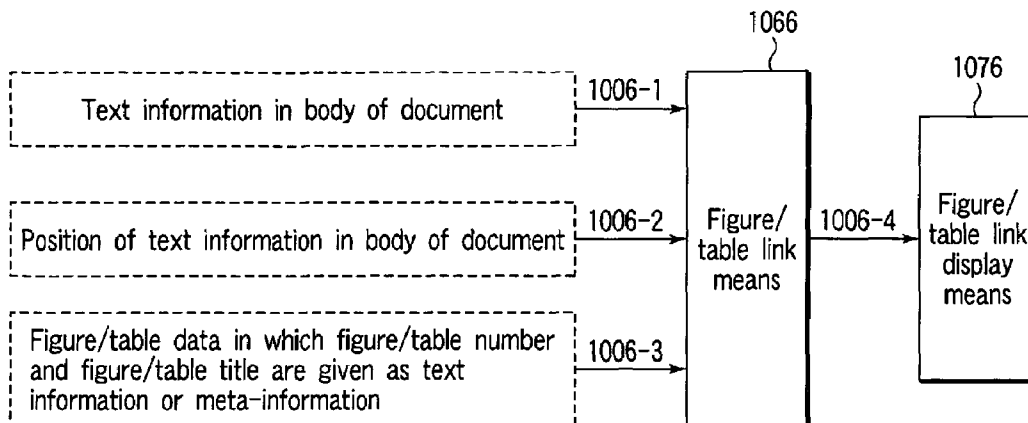 1066
1076
Text information in body of document
1006-1
Position of text information in body of document
1006-2
Figure/table data in which figure/table number
and figure/table title are given as text
information or meta-information
1006-3
Figure/
table link
means
1006-4
Figure/
table link
display
means